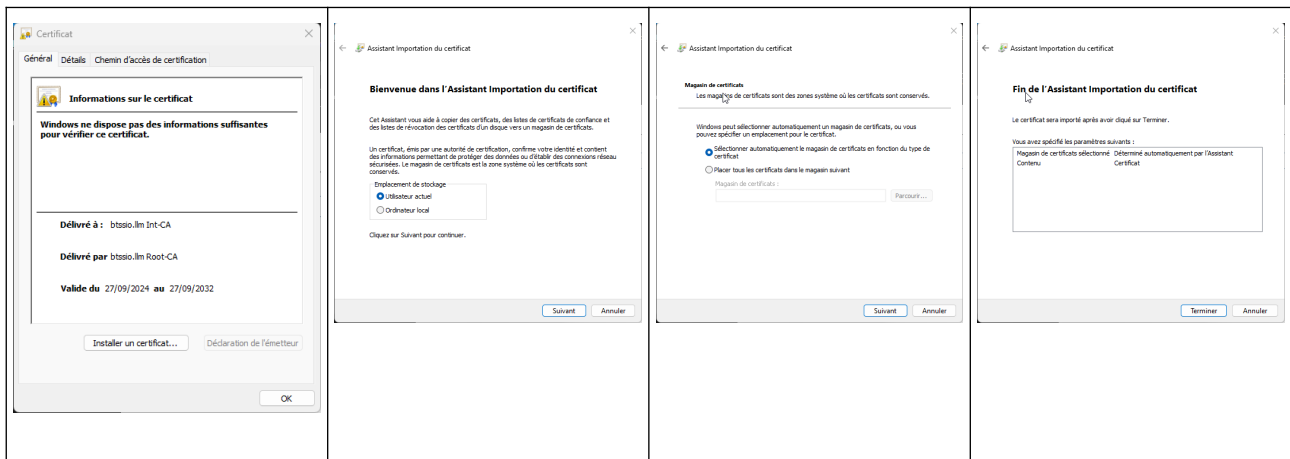 Certificat
Général Détails Chemin d'accès de certification
Informations sur le certificat
Windows ne dispose pas des informations suffisantes
pour vérifier ce certificat.
Délivré à : btssio.llm Int-CA
Délivré par btssio.llm Root-CA
Valide du 27/09/2024 au 27/09/2032
Installer un certificat... Déclaration de l'émetteur
OK
Assistant Importation du certificat
Bienvenue dans l'Assistant Importation du certificat
Cet Assistant vous aide à copier des certificats, des listes de certificats de confiance et
des listes de révocation des certificats d'un disque vers un magasin de certificats.
Un certificat, émis par une autorité de certification, confirme votre identité et contient
des informations permettant de protéger des données ou d'établir des connexions réseau
sécurisées. Le magasin de certificats est la zone système où les certificats sont
conservés.
Emplacement de stockage
Utilisateur actuel
Ordinateur local
Cliquez sur Suivant pour continuer.
Suivant Annuler
Assistant Importation du certificat
Magasin de certificats
Les magasins de certificats sont des zones système où les certificats sont conservés.
Windows peut sélectionner automatiquement un magasin de certificats, ou vous
pouvez spécifier un emplacement pour le certificat.
Sélectionner automatiquement le magasin de certificats en fonction du type de
certificat
Placer tous les certificats dans le magasin suivant
Magasin de certificats :
Parcourir...
Suivant Annuler
Assistant Importation du certificat
Fin de l'Assistant Importation du certificat
Le certificat sera importé après avoir cliqué sur Terminer.
Vous avez spécifié les paramètres suivants :
Magasin de certificats sélectionné Déterminé automatiquement par l'Assistant
Contenu Certificat
Terminer Annuler